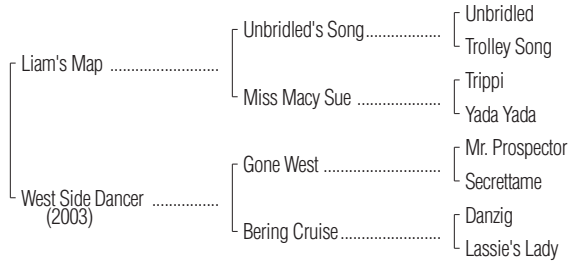 Unbridled
Unbridled's Song....................
Trolley Song
Liam's Map .............................
Trippi
Miss Macy Sue ......................
Yada Yada
Mr. Prospector
Gone West .............................
Secrettame
West Side Dancer ..................
(2003)
Danzig
Bering Cruise...........................
Lassie's Lady